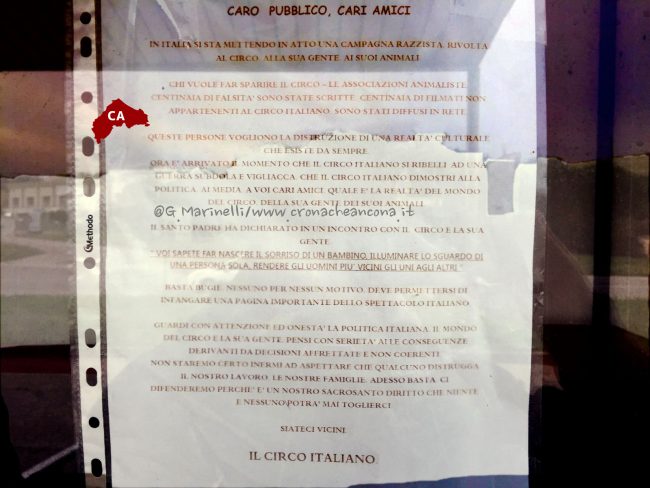 CARO PUBBLICO, CARI AMICI
IN ITALIA SI STA METTENDO IN ATTO UNA CAMPAGNA RAZZISTA, RIVOLTA
AL CIRCO, ALLA SUA GENTE, AI SUOI ANIMALI
CHI VUOLE FAR SPARIRE IL CIRCO – LE ASSOCIAZIONI ANIMALISTE
CENTINAIA DI FALSITA' SONO STATE SCRITTE, CENTINAIA DI FILMATI NON
APPARTENENTI AL CIRCO ITALIANO, SONO STATI DIFFUSI IN RETE
CA
QUESTE PERSONE VOGLIONO LA DISTRUZIONE DI UNA REALTA' CULTURALE
CHE ESISTE DA SEMPRE.
ORA E' ARRIVATO IL MOMENTO CHE IL CIRCO ITALIANO SI RIBELLI AD UNA
GUERRA SUBDOLA E VIGLIACCA, CHE IL CIRCO ITALIANO DIMOSTRI ALLA
POLITICA, AI MEDIA, A VOI CARI AMICI, QUALE E' LA REALTA' DEL MONDO
DEL CIRCO, DELLA SUA GENTE DEI SUOI ANIMALI
@G.Marinelli/www.cronacheancona.it
IL SANTO PADRE HA DICHIARATO IN UN INCONTRO CON IL CIRCO E LA SUA
GENTE
" VOI SAPETE FAR NASCERE IL SORRISO DI UN BAMBINO, ILLUMINARE LO SGUARDO DI
UNA PERSONA SOLA, RENDERE GLI UOMINI PIU' VICINI GLI UNI AGLI ALTRI "
BASTA BUGIE, NESSUNO PER NESSUN MOTIVO, DEVE PERMETTERSI DI
INFANGARE UNA PAGINA IMPORTANTE DELLO SPETTACOLO ITALIANO
GUARDI CON ATTENZIONE ED ONESTA' LA POLITICA ITALIANA, IL MONDO
DEL CIRCO E LA SUA GENTE, PENSI CON SERIETA' ALLE CONSEGUENZE
DERIVANTI DA DECISIONI AFFRETTATE E NON COERENTI
NON STAREMO CERTO INERMI AD ASPETTARE CHE QUALCUNO DISTRUGGA
IL NOSTRO LAVORO, LE NOSTRE FAMIGLIE, ADESSO BASTA, CI
DIFENDEREMO PERCHE' E' UN NOSTRO SACROSANTO DIRITTO CHE NIENTE
E NESSUNO POTRA' MAI TOGLIERCI
SIATECI VICINI
IL CIRCO ITALIANO
Methodo